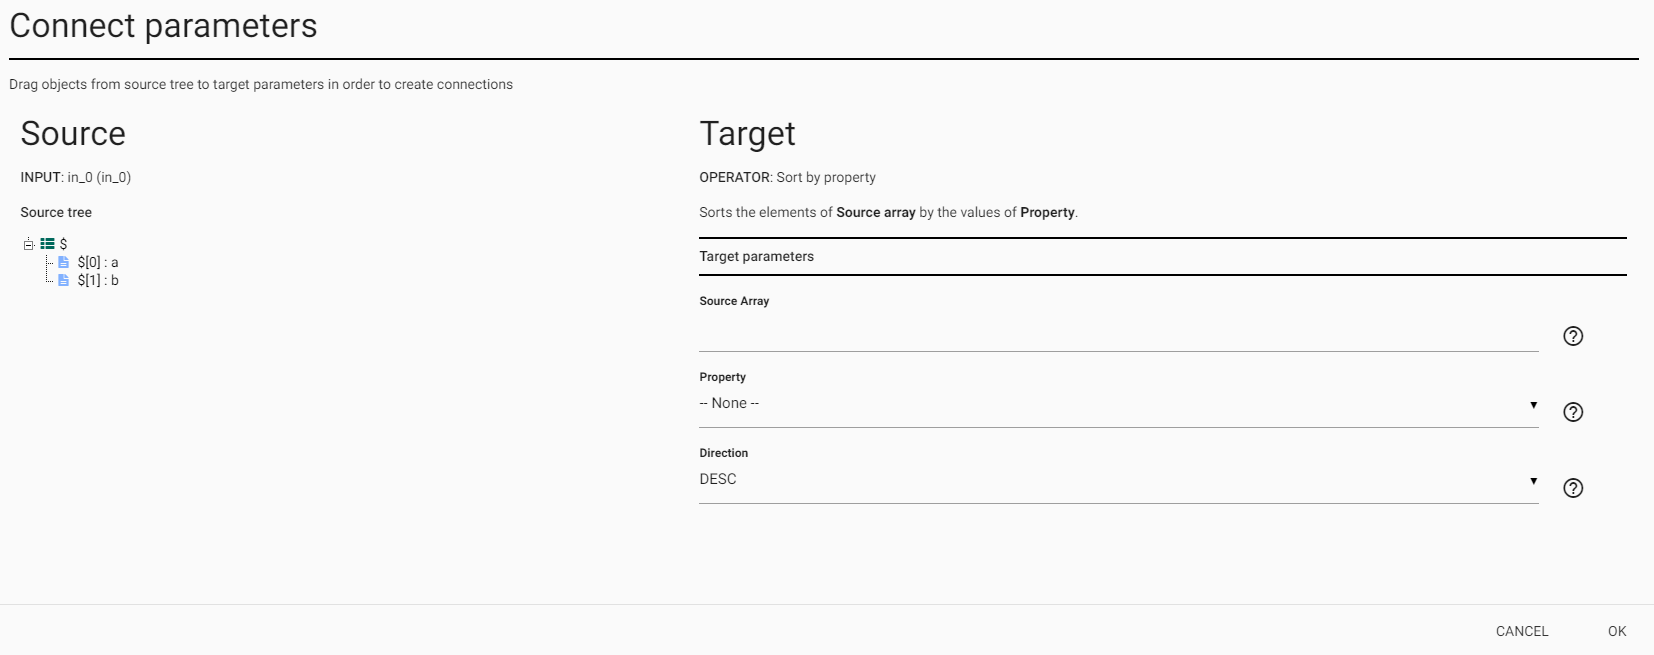 Connect parameters
Drag objects from source tree to target parameters in order to create connections
Source
INPUT: in_0 (in_0)
Source tree
$
$[0] : a
$[1] : b
Target
OPERATOR: Sort by property
Sorts the elements of Source array by the values of Property.
Target parameters
Source Array
Property
-- None --
Direction
DESC
CANCEL OK